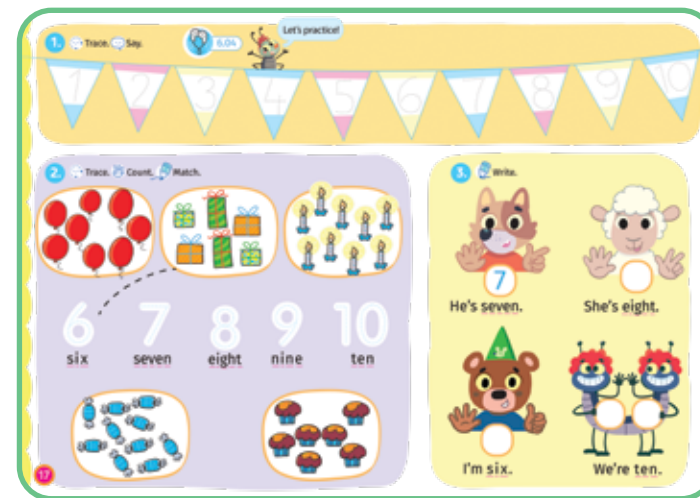 1. Trace. Say. 6.04 Let's practice!
1 2 3 4 5 6 7 8 9 10
2. Trace. Count. Match.
6 7 8 9 10
six seven eight nine ten
17
3. Write.
7
He's seven. She's eight.
I'm six. We're ten.